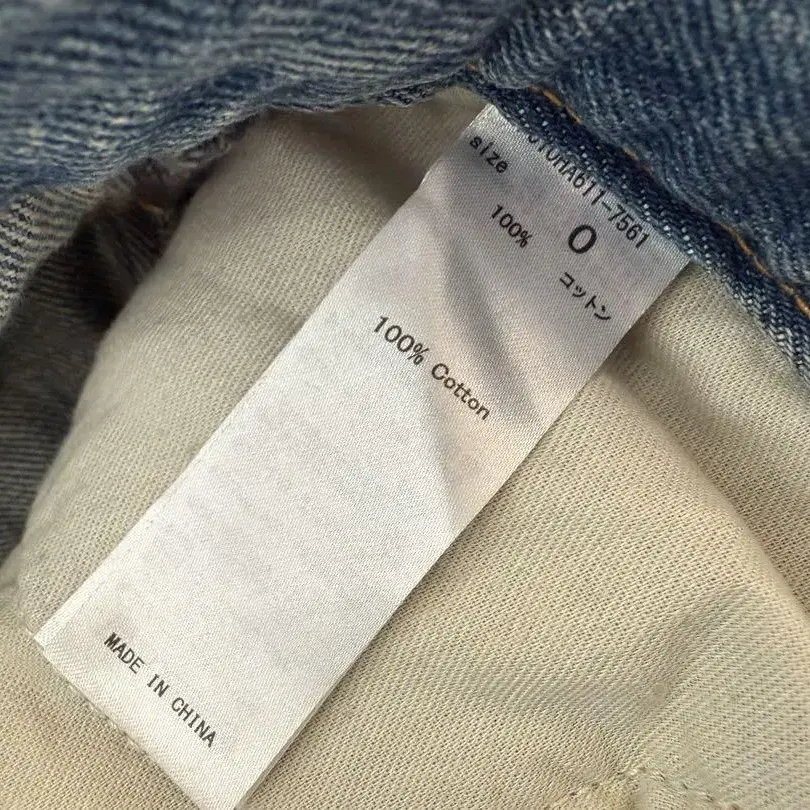 size 0
100% コットン
100% Cotton
MADE IN CHINA